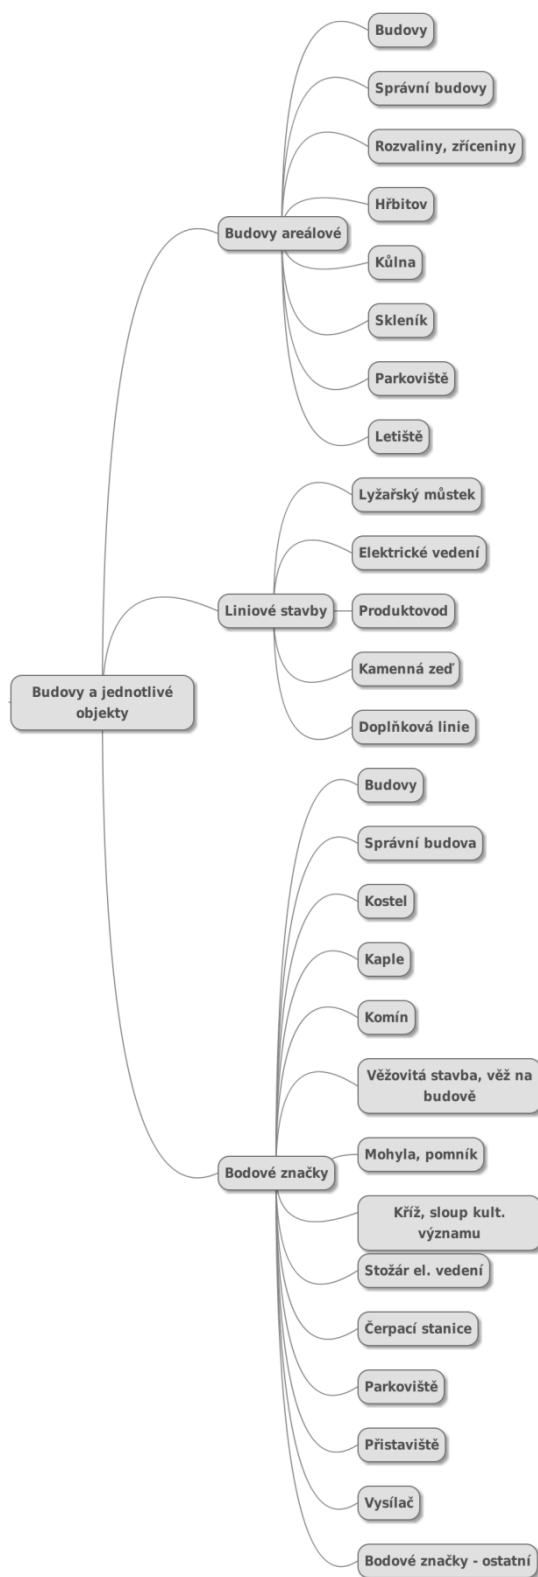 Budovy
Správní budovy
Rozvaliny, zříceniny
Hřbitov
Budovy areálové
Kůlna
Skleník
Parkoviště
Letiště
Lyžařský můstek
Elektrické vedení
Liniové stavby
Produktovod
Kamenná zeď
Budovy a jednotlivé
objekty
Doplňková linie
Budovy
Správní budova
Kostel
Kaple
Komín
Věžovitá stavba, věž na
budově
Mohyla, pomník
Bodové značky
Kříž, sloup kult.
významu
Stožár el. vedení
Čerpací stanice
Parkoviště
Přistaviště
Vysílač
Bodové značky - ostatní